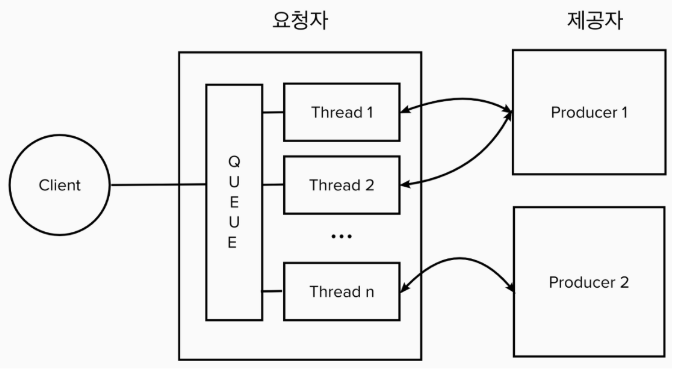 요청자
제공자
Client
Q
U
E
U
E
Thread 1
Thread 2
...
Thread n
Producer 1
Producer 2